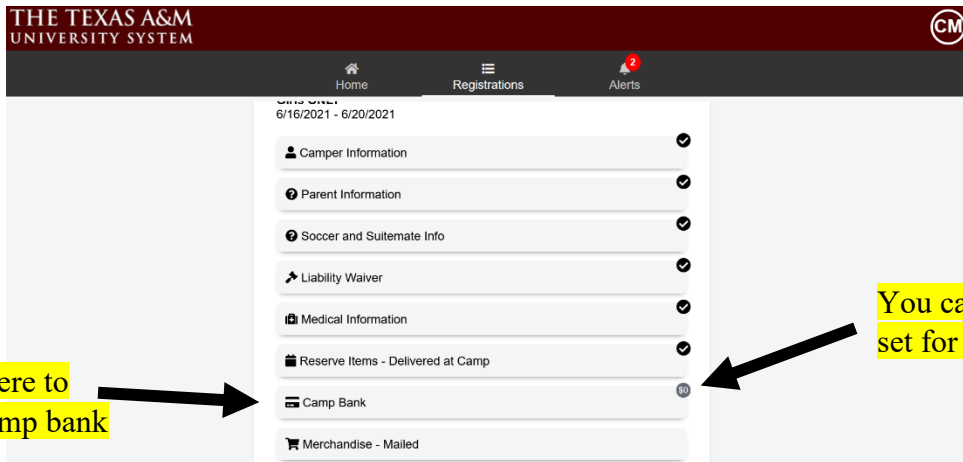 THE TEXAS A&M
UNIVERSITY SYSTEM
CM
Home
Registrations
2
Alerts
6/16/2021 - 6/20/2021
Camper Information
Parent Information
Soccer and Suitemate Info
Liability Waiver
Medical Information
Reserve Items - Delivered at Camp
Camp Bank
$0
Merchandise - Mailed
You ca
set for
ere to
mp bank